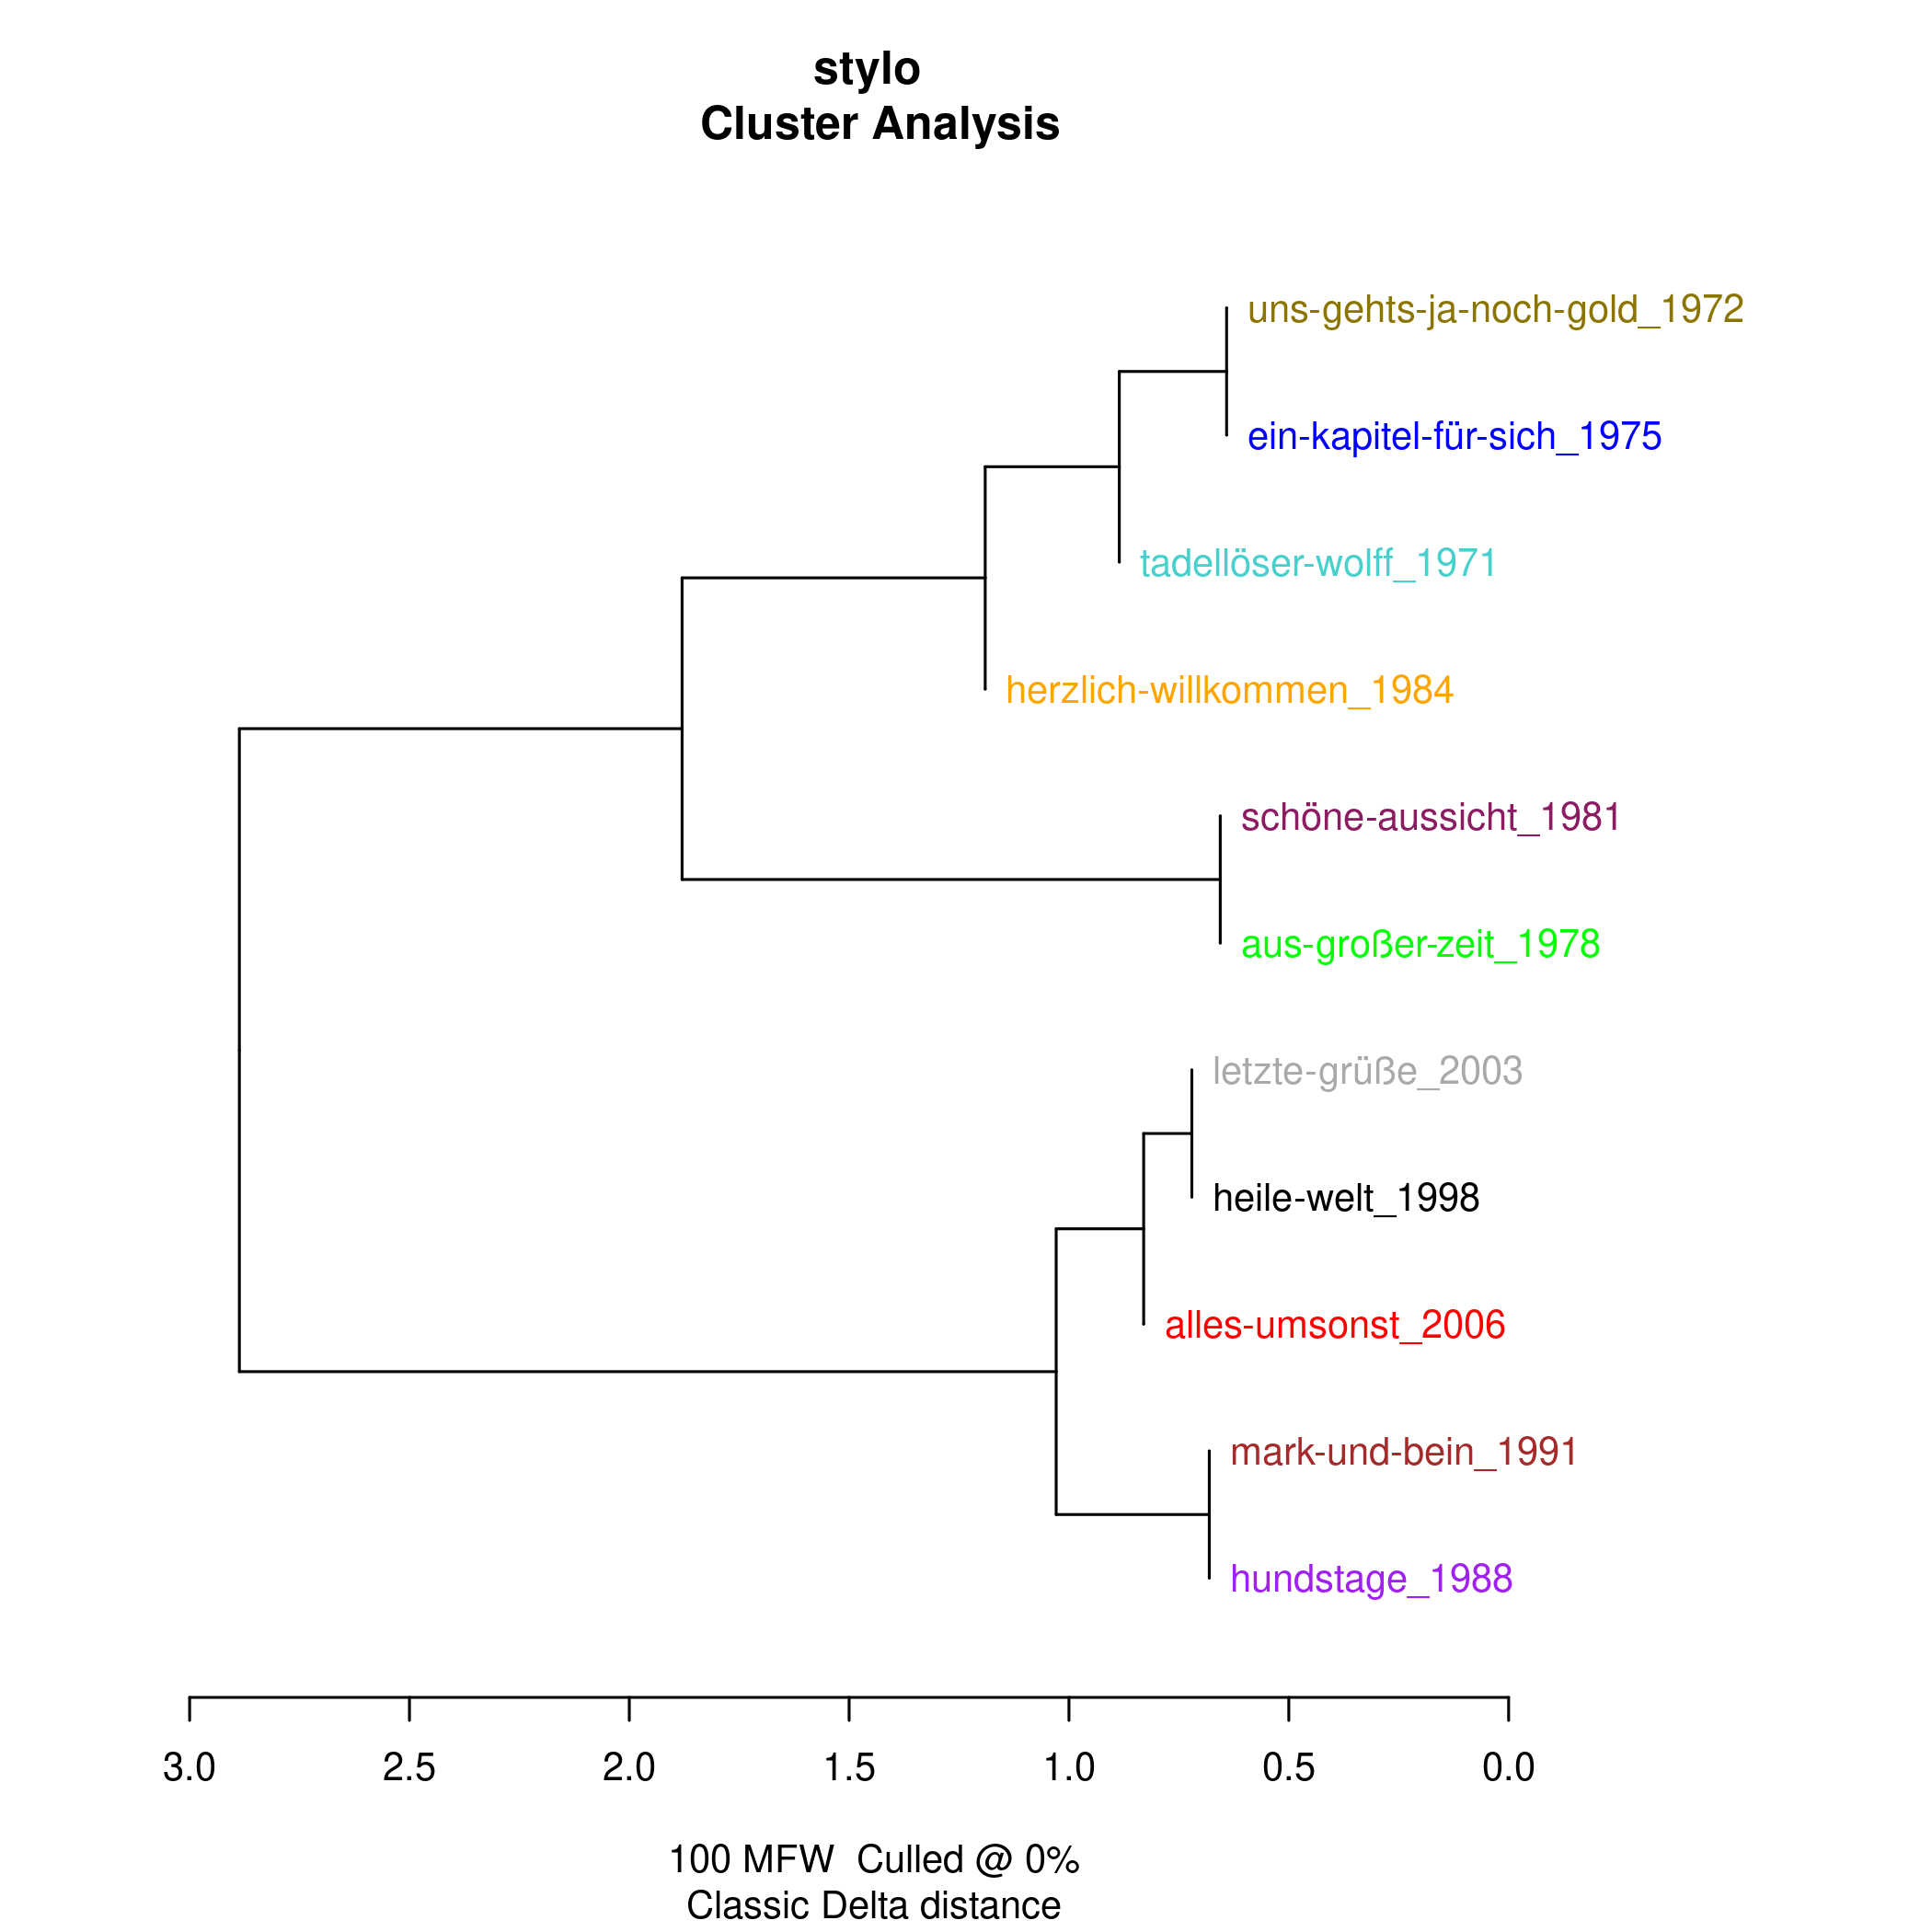 stylo
Cluster Analysis
uns-gehts-ja-noch-gold_1972
ein-kapitel-für-sich_1975
tadellöser-wolff_1971
herzlich-willkommen_1984
schöne-aussicht_1981
aus-großer-zeit_1978
letzte-grüße_2003
heile-welt_1998
alles-umsonst_2006
mark-und-bein_1991
hundstage_1988
3.0 2.5 2.0 1.5 1.0 0.5 0.0
100 MFW  Culled @ 0%
Classic Delta distance